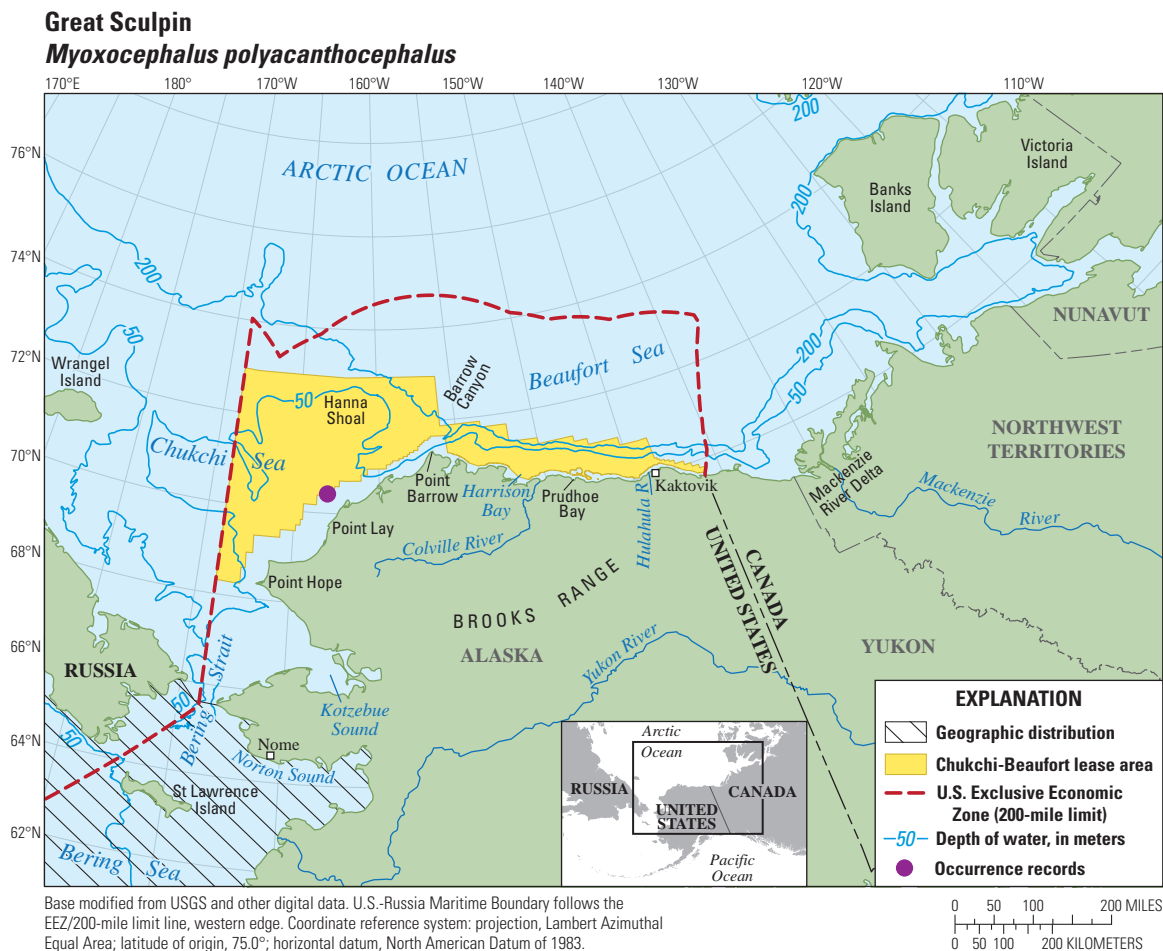 Great Sculpin
Myoxocephalus polyacanthocephalus
170°E
180°
170°W
160°W
150°W
140°W
130°W
120°W
110°W
200
76°N
ARCTIC OCEAN
Victoria
Island
Banks
Island
200
74°N
200
NUNAVUT
50
72°N
Wrangel
Island
Beaufort Sea
Barrow
Canyon
200
50
50
Hanna
Shoal
NORTHWEST
TERRITORIES
Chukchi Sea
50
70°N
Point
Barrow
Harrison
Bay
Prudhoe
Bay
Hulahula R
Kaktovik
Mackenzie
River Delta
Mackenzie
River
Point Lay
Colville River
68°N
Point Hope
CANADA
UNITED STATES
BROOKS RANGE
66°N
ALASKA
YUKON
RUSSIA
Bering Strait
Yukon River
50
Kotzebue
Sound
64°N
50
Nome
Norton Sound
St Lawrence
Island
62°N
Bering Sea
Arctic
Ocean
RUSSIA
CANADA
UNITED
STATES
Pacific
Ocean
EXPLANATION
Geographic distribution
Chukchi-Beaufort lease area
U.S. Exclusive Economic
Zone (200-mile limit)
50 Depth of water, in meters
Occurrence records
Base modified from USGS and other digital data. U.S.-Russia Maritime Boundary follows the
EEZ/200-mile limit line, western edge. Coordinate reference system: projection, Lambert Azimuthal
Equal Area; latitude of origin, 75.0°; horizontal datum, North American Datum of 1983.
0 50 100 200 MILES
0 50 100 200 KILOMETERS